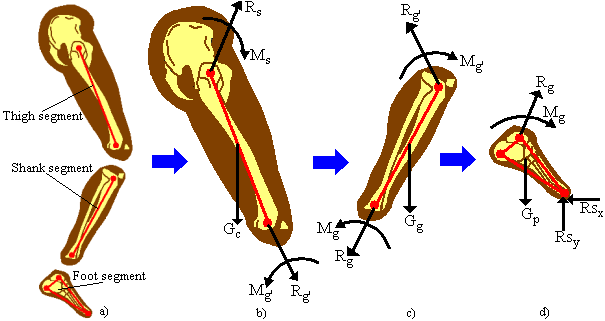 Thigh segment
Shank segment
Foot segment
a)
Rs
Ms
Gc
Mg'
Rg'
b)
Rg'
Mg'
Mg
Rg
Gg
c)
Rg
Mg
Gp
Rsx
Rsy
d)